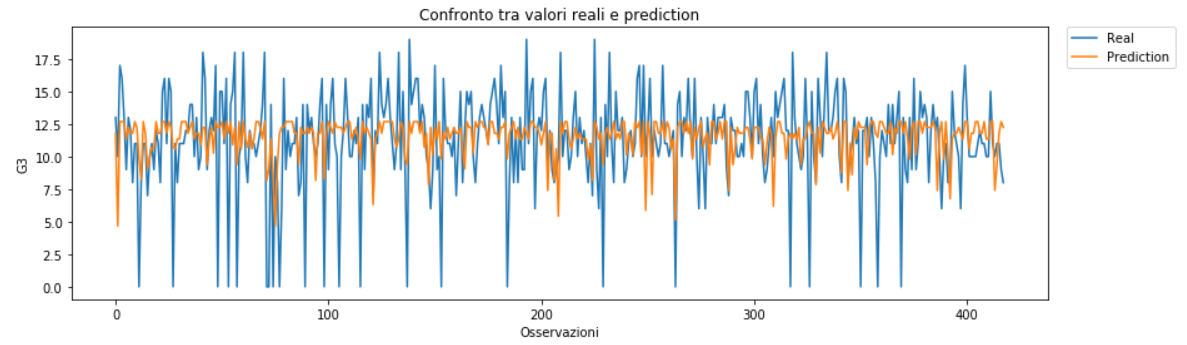 Confronto tra valori reali e prediction
Real
Prediction
17.5
15.0
12.5
10.0
7.5
5.0
2.5
0.0
G3
0 100 200 300 400
Osservazioni